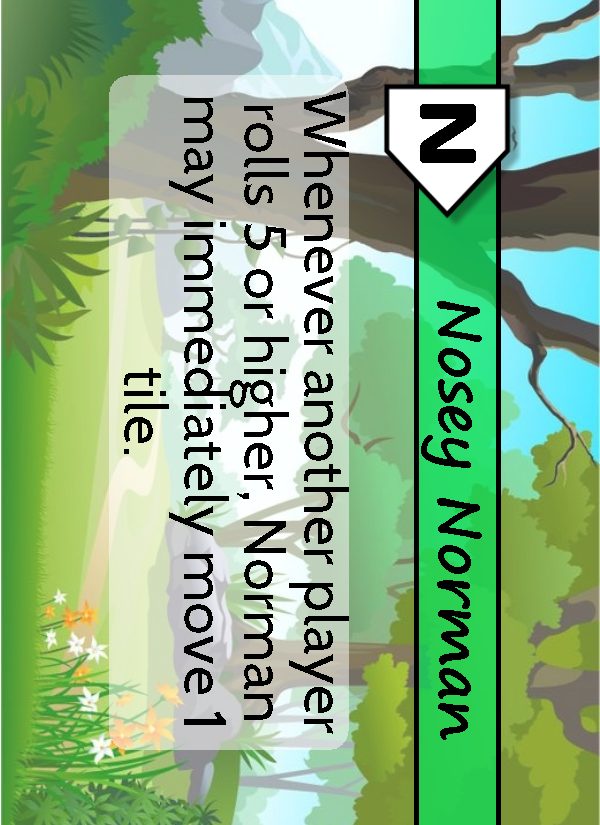 N
Nosey Norman
Whenever another player
rolls 5 or higher, Norman
may immediately move 1
tile.